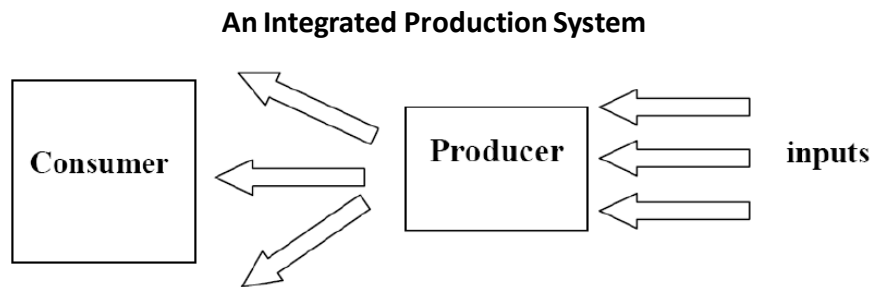 An Integrated Production System
Consumer
Producer
inputs